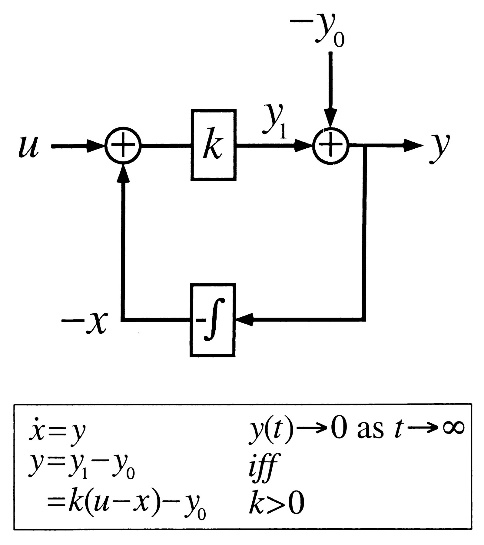 −y₀
u + k y₁ + y
−x -∫
ẋ=y
y=y₁−y₀
=k(u−x)−y₀
y(t)→0 as t→∞
iff
k>0